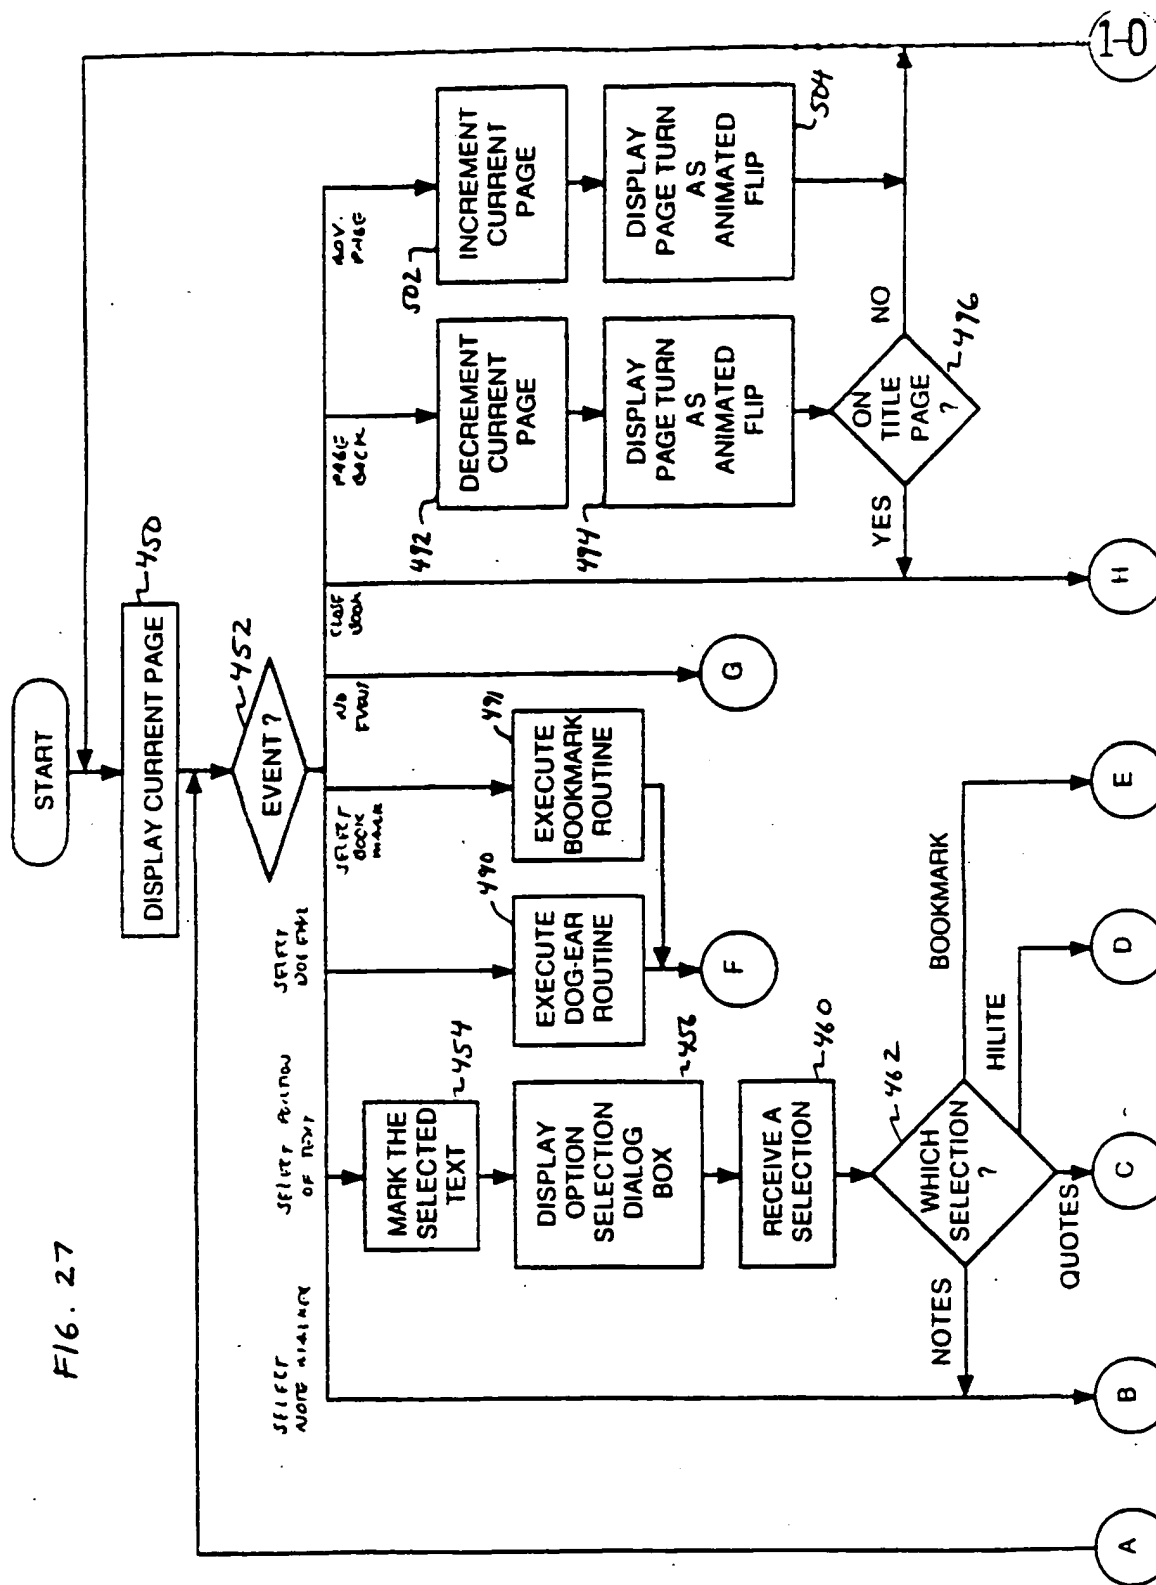 FIG. 27
START
DISPLAY CURRENT PAGE
450
EVENT ?
452
SELECT
NOTE
SELECT PORTION
OF TEXT
SELECT
DOG EAR
SELECT
BOOK
MARK
NO
EVENT
CLOSE
BOOK
PAGE
BACK
ADV.
PAGE
MARK THE
SELECTED
TEXT
454
DISPLAY
OPTION
SELECTION
DIALOG
BOX
456
RECEIVE A
SELECTION
460
WHICH
SELECTION
?
462
NOTES
QUOTES
HILITE
BOOKMARK
EXECUTE
DOG-EAR
ROUTINE
490
EXECUTE
BOOKMARK
ROUTINE
491
DECREMENT
CURRENT
PAGE
492
DISPLAY
PAGE TURN
AS
ANIMATED
FLIP
494
ON
TITLE
PAGE
?
496
YES
NO
INCREMENT
CURRENT
PAGE
502
DISPLAY
PAGE TURN
AS
ANIMATED
FLIP
504
F
G
A
B
C
D
E
H
1-0